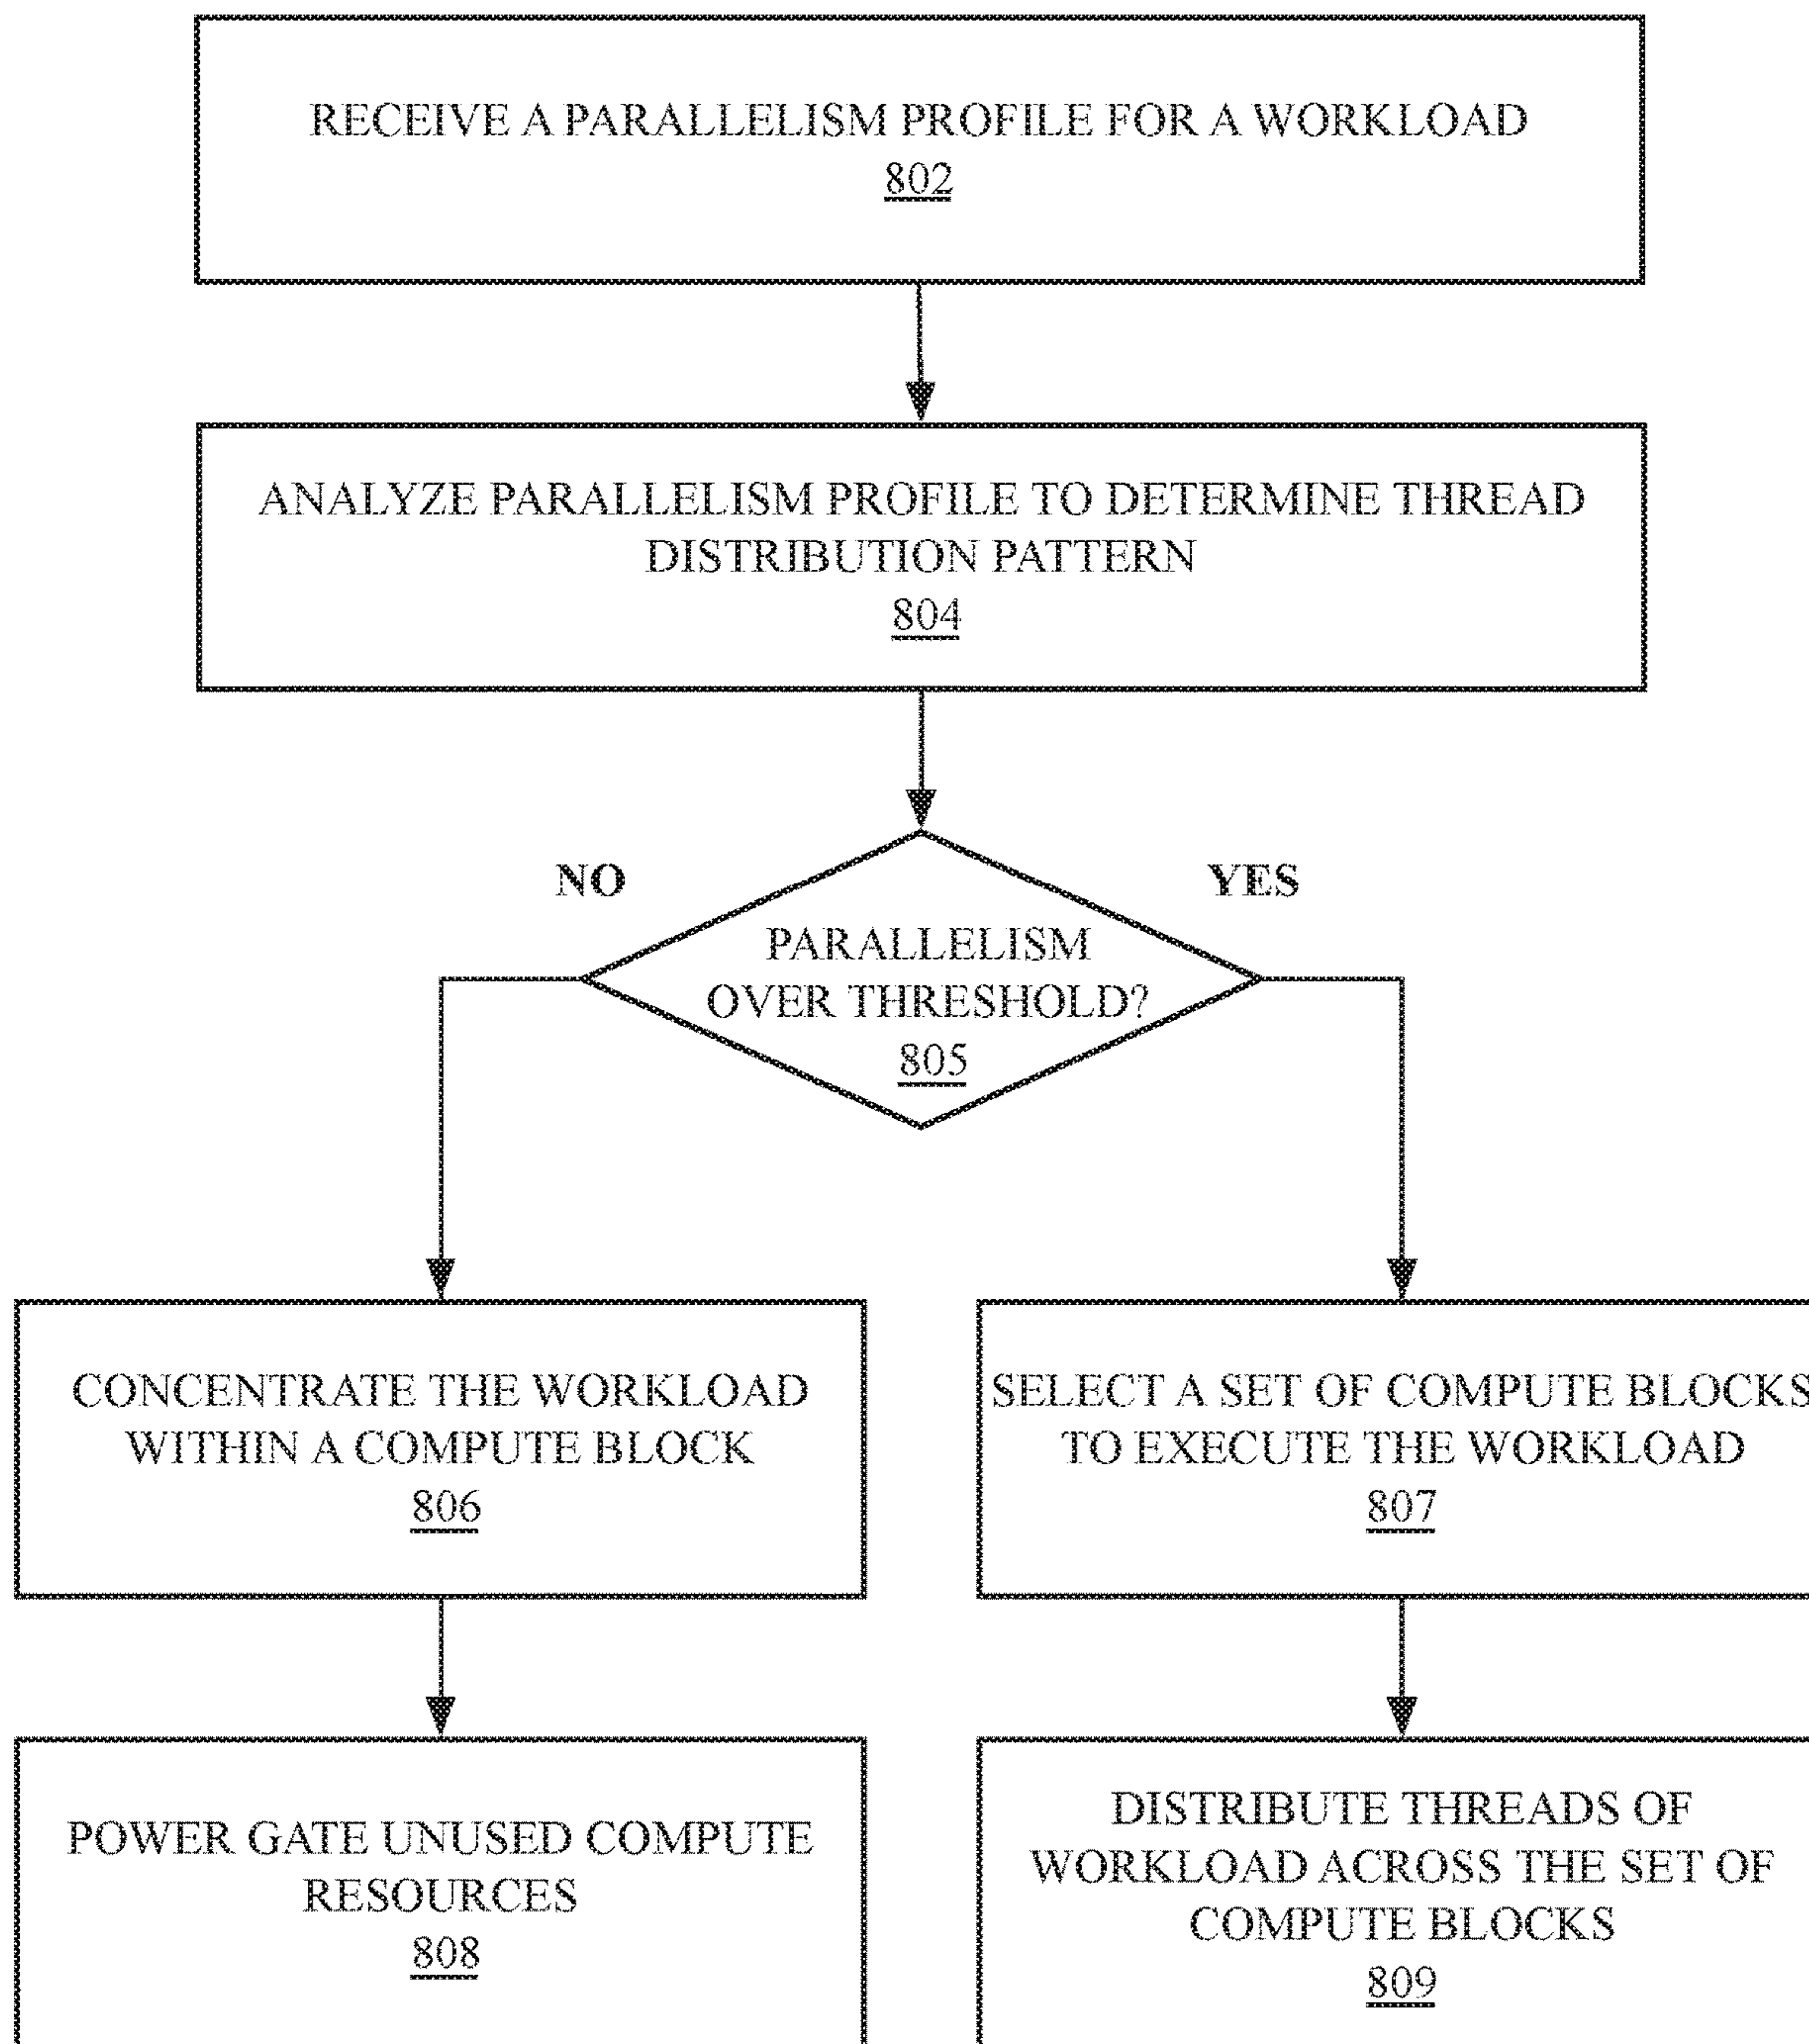 RECEIVE A PARALLELISM PROFILE FOR A WORKLOAD
802
ANALYZE PARALLELISM PROFILE TO DETERMINE THREAD
DISTRIBUTION PATTERN
804
NO
YES
PARALLELISM
OVER THRESHOLD?
805
CONCENTRATE THE WORKLOAD
WITHIN A COMPUTE BLOCK
806
SELECT A SET OF COMPUTE BLOCKS
TO EXECUTE THE WORKLOAD
807
POWER GATE UNUSED COMPUTE
RESOURCES
808
DISTRIBUTE THREADS OF
WORKLOAD ACROSS THE SET OF
COMPUTE BLOCKS
809